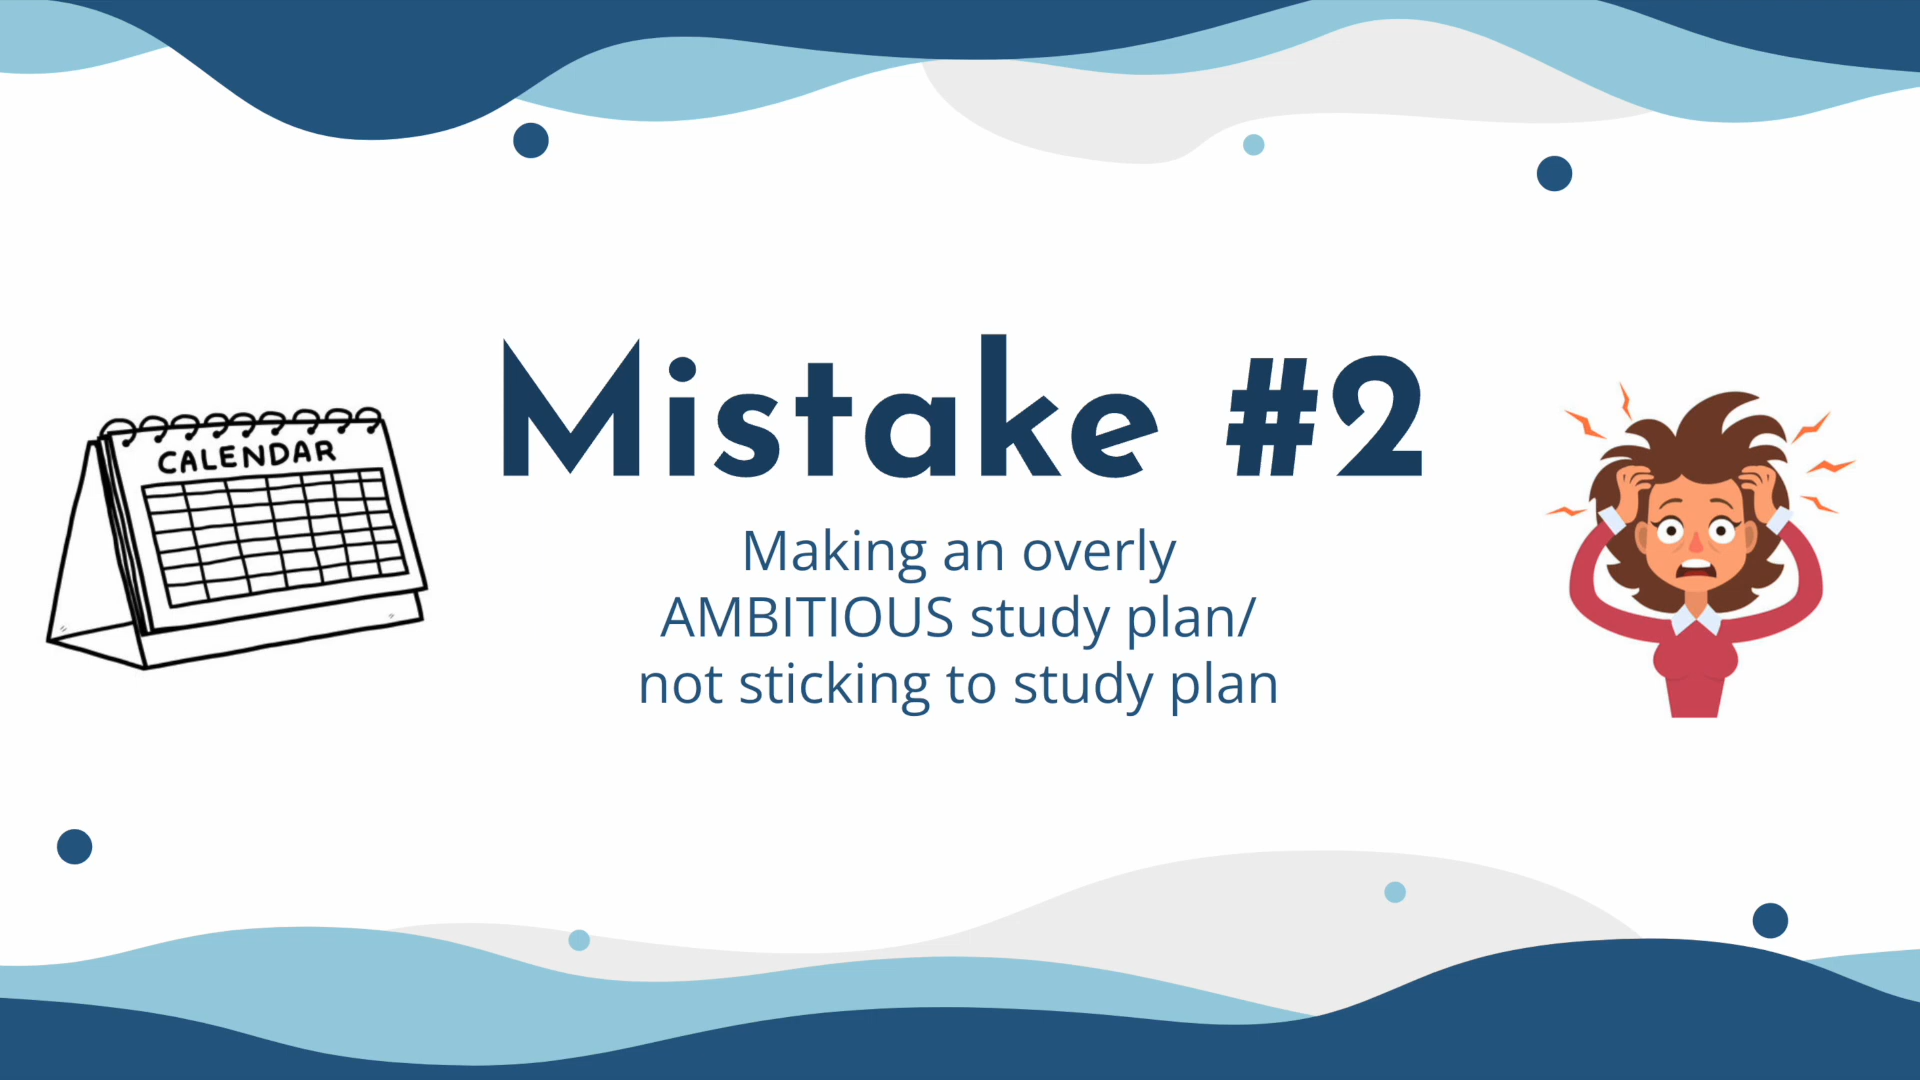 Mistake #2
CALENDAR
Making an overly
AMBITIOUS study plan/
not sticking to study plan